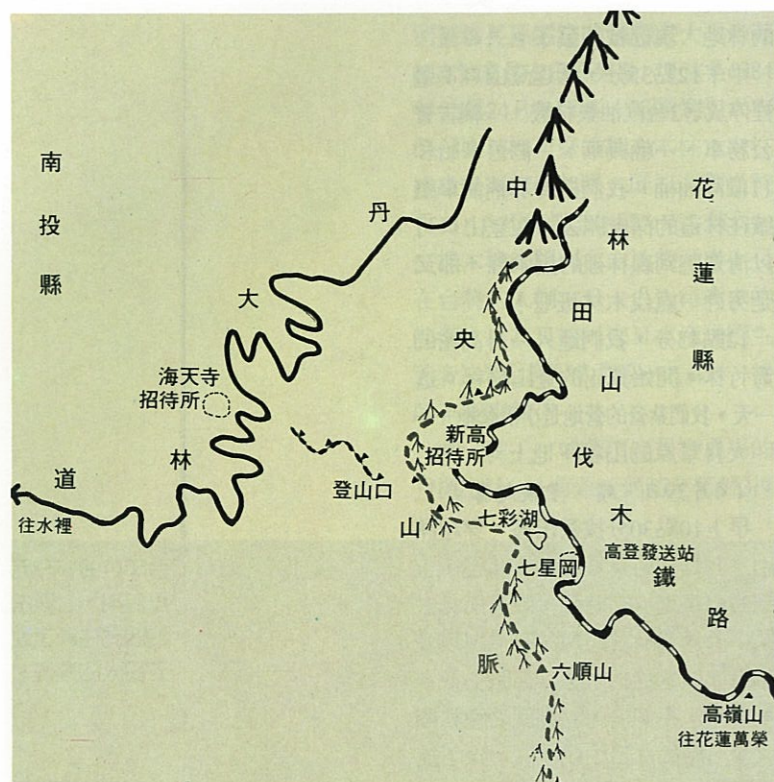 南投縣
花蓮縣
丹大林道
中央山脈
林田山伐木鐵路
海天寺
招待所
登山口
往水裡
新高
招待所
七彩湖
七星岡
高登發送站
六順山
高嶺山
往花蓮萬榮